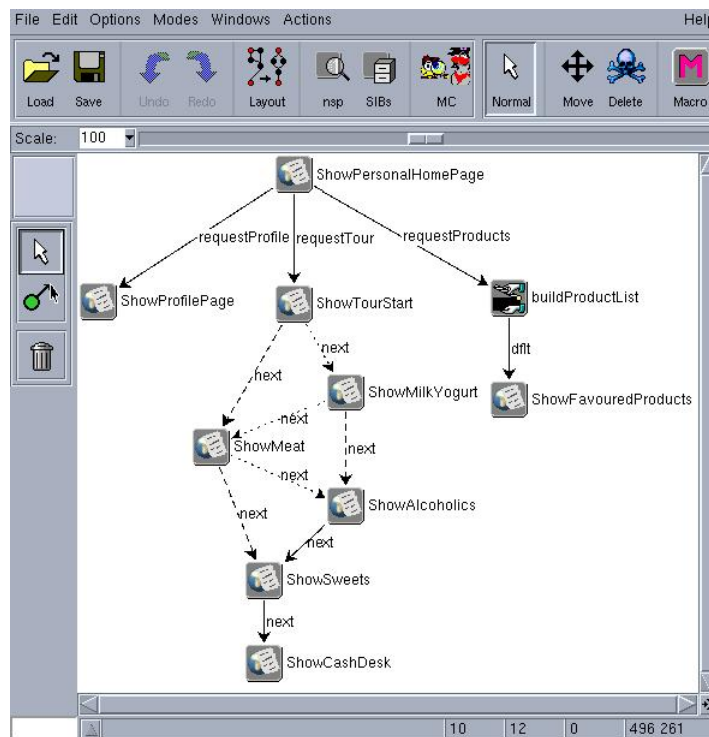 File Edit Options Modes Windows Actions Help
Load Save Undo Redo Layout nsp SIBs MC Normal Move Delete Macro
Scale: 100
ShowPersonalHomePage
requestProfile requestTour requestProducts
ShowProfilePage ShowTourStart buildProductList
next dflt
next ShowMilkYogurt ShowFavouredProducts
next
ShowMeat next
next ShowAlcoholics
next next
ShowSweets
next
ShowCashDesk
10 12 0 496 261